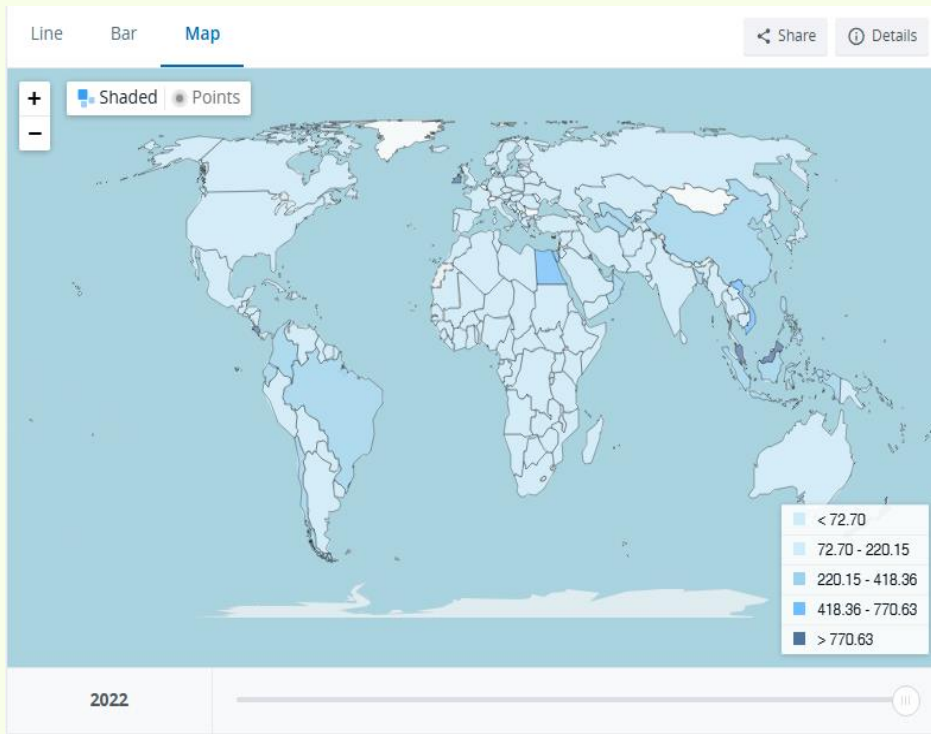 Line Bar Map Share Details
+ Shaded Points
−
< 72.70
72.70 - 220.15
220.15 - 418.36
418.36 - 770.63
> 770.63
2022